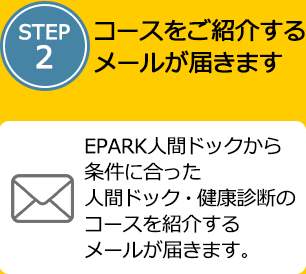 STEP
2
コースをご紹介する
メールが届きます
EPARK人間ドックから
条件に合った
人間ドック・健康診断の
コースを紹介する
メールが届きます。